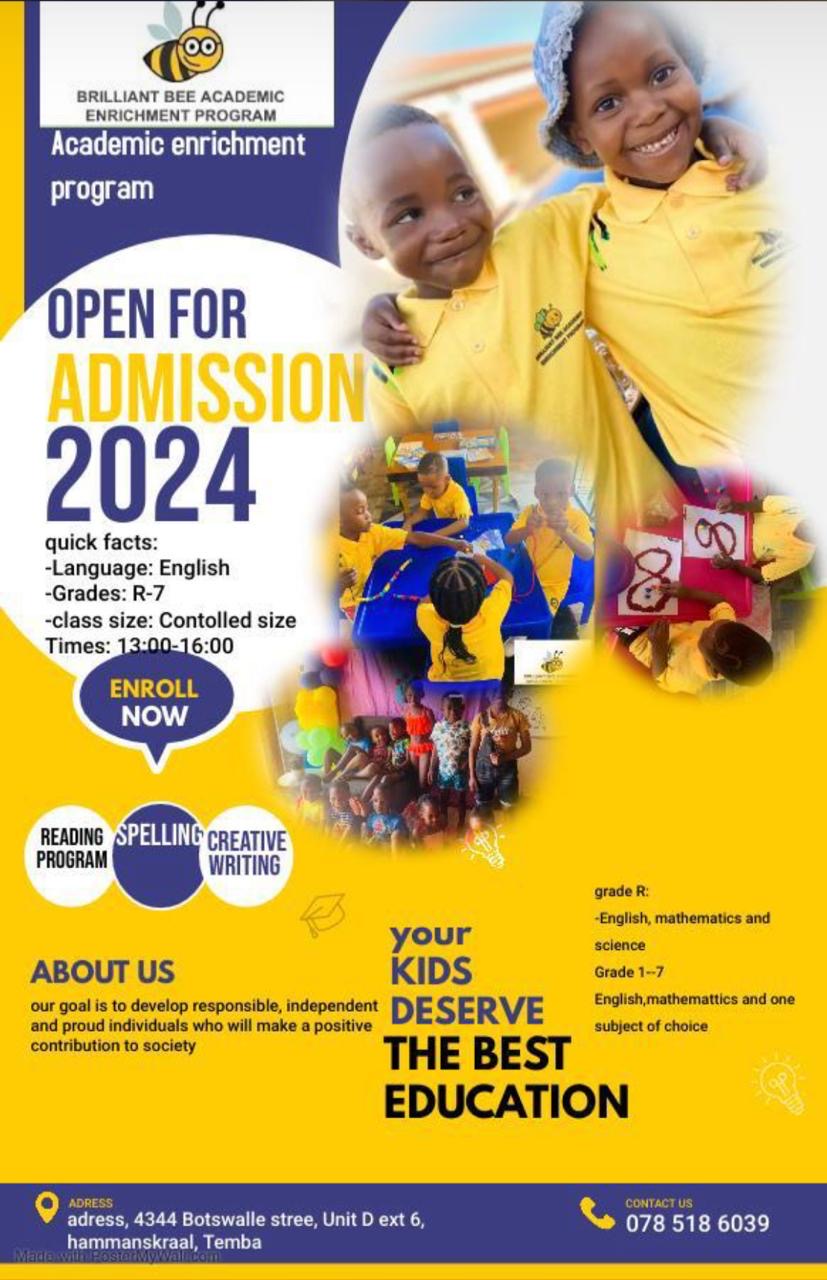 BRILLIANT BEE ACADEMIC
ENRICHMENT PROGRAM
Academic enrichment
program
OPEN FOR
ADMISSION
2024
quick facts:
-Language: English
-Grades: R-7
-class size: Contolled size
Times: 13:00-16:00
ENROLL
NOW
READING
PROGRAM
SPELLING
CREATIVE
WRITING
ABOUT US
our goal is to develop responsible, independent
and proud individuals who will make a positive
contribution to society
your
KIDS
DESERVE
THE BEST
EDUCATION
grade R:
-English, mathematics and
science
Grade 1--7
English,mathemattics and one
subject of choice
ADRESS
adress, 4344 Botswalle stree, Unit D ext 6,
hammanskraal, Temba
CONTACT US
078 518 6039
Made with PosterMyWall.com